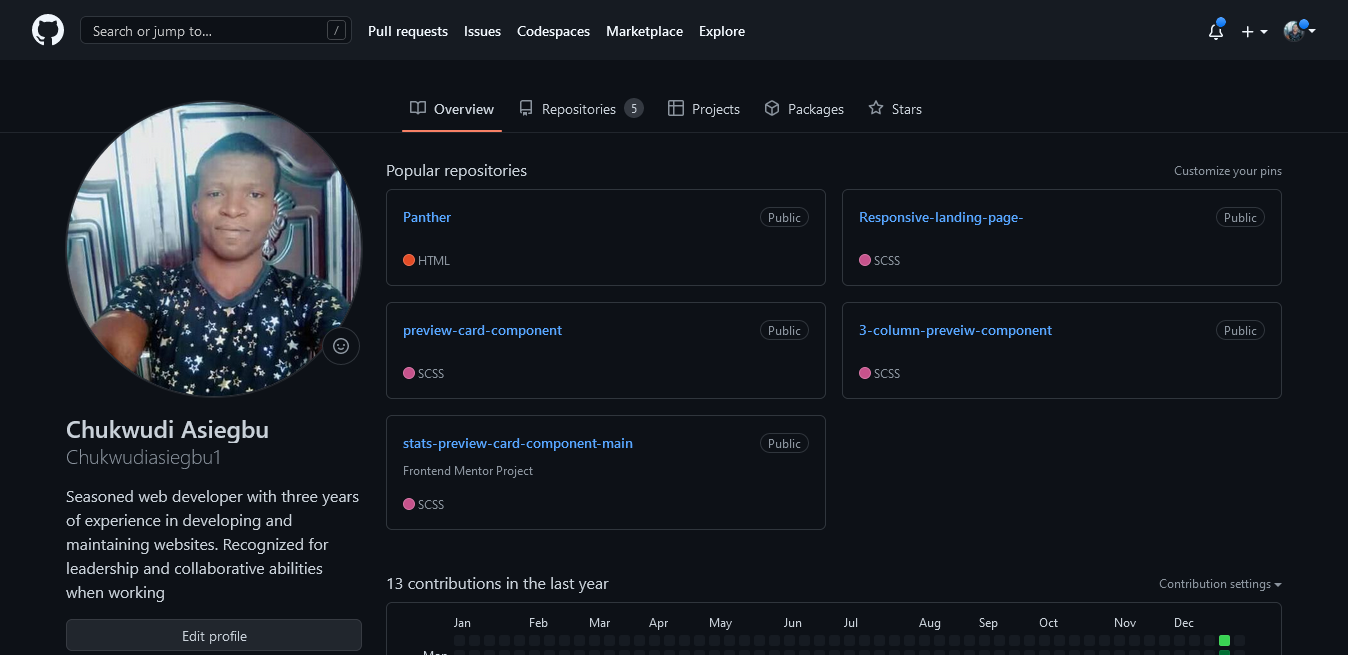 Search or jump to... /
Pull requests
Issues
Codespaces
Marketplace
Explore
Overview
Repositories 5
Projects
Packages
Stars
Chukwudi Asiegbu
Chukwudiasiegbu1
Seasoned web developer with three years
of experience in developing and
maintaining websites. Recognized for
leadership and collaborative abilities
when working
Edit profile
Popular repositories
Customize your pins
Panther
Public
HTML
Responsive-landing-page-
Public
SCSS
preview-card-component
Public
SCSS
3-column-preveiw-component
Public
SCSS
stats-preview-card-component-main
Public
Frontend Mentor Project
SCSS
13 contributions in the last year
Contribution settings
Jan Feb Mar Apr May Jun Jul Aug Sep Oct Nov Dec
Mon